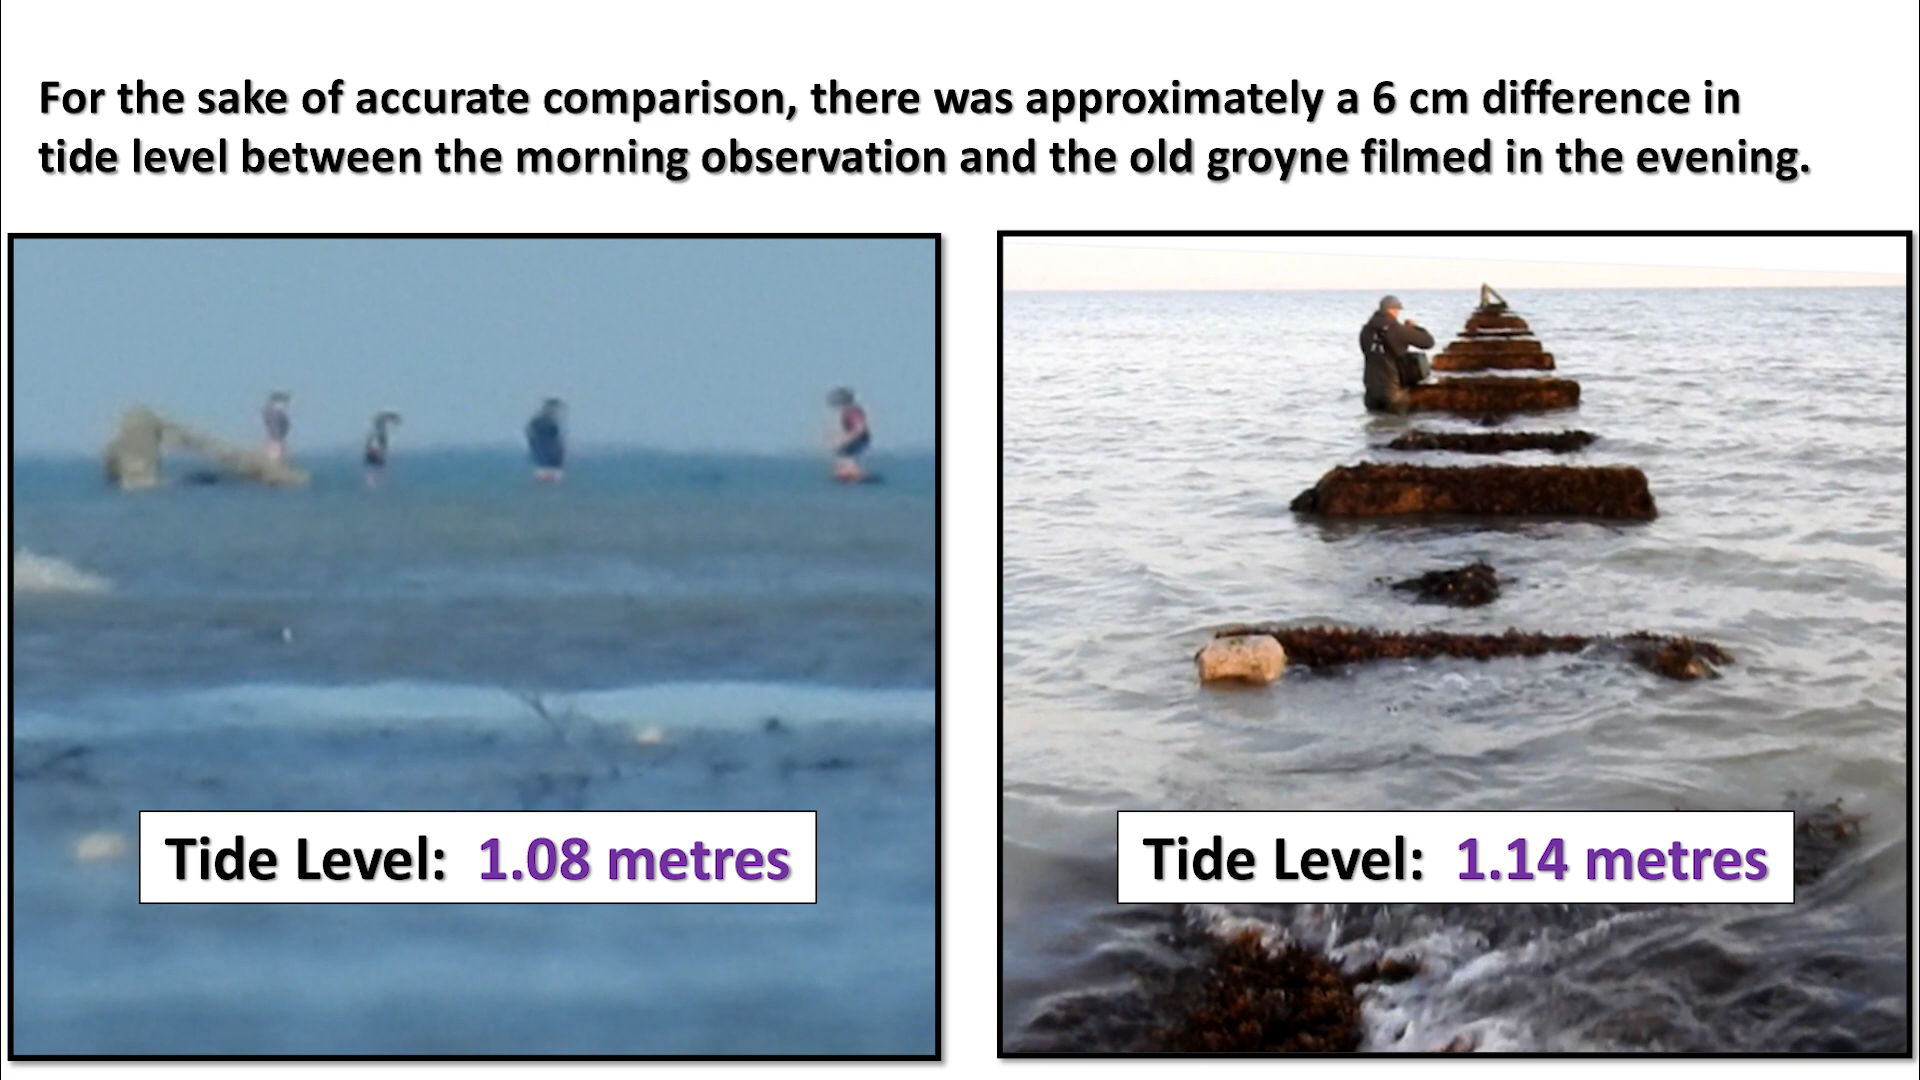 For the sake of accurate comparison, there was approximately a 6 cm difference in
tide level between the morning observation and the old groyne filmed in the evening.
Tide Level: 1.08 metres
Tide Level: 1.14 metres